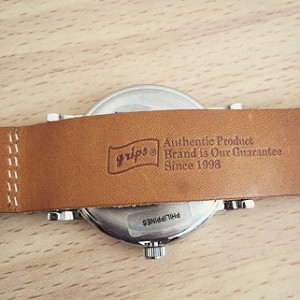 grips®
Authentic Product
Brand is Our Guarantee
Since 1998
PHILIPPINES